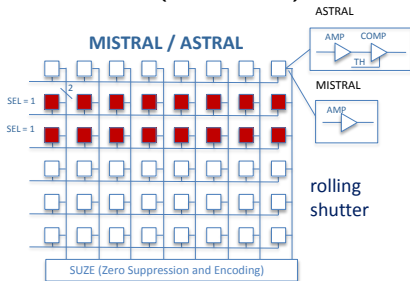 ASTRAL
AMP
COMP
TH
MISTRAL / ASTRAL
MISTRAL
AMP
2
SEL = 1
SEL = 1
rolling
shutter
SUZE (Zero Suppression and Encoding)